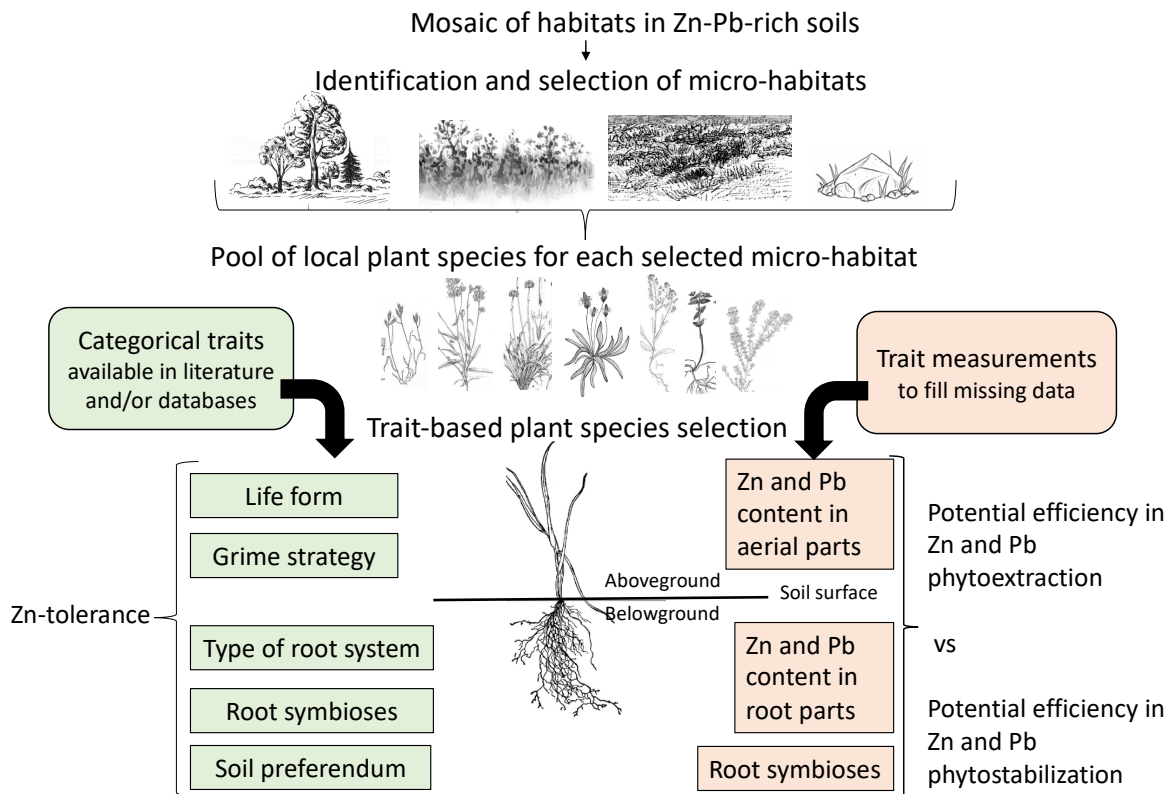 Mosaic of habitats in Zn-Pb-rich soils
Identification and selection of micro-habitats
Pool of local plant species for each selected micro-habitat
Categorical traits
available in literature
and/or databases
Trait measurements
to fill missing data
Trait-based plant species selection
Zn-tolerance
Life form
Grime strategy
Type of root system
Root symbioses
Soil preferendum
Aboveground
Belowground
Soil surface
Zn and Pb
content in
aerial parts
Zn and Pb
content in
root parts
Root symbioses
Potential efficiency in
Zn and Pb
phytoextraction
vs
Potential efficiency in
Zn and Pb
phytostabilization